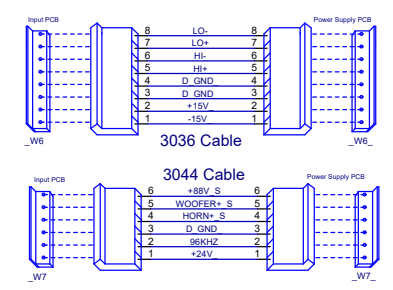 Input PCB Power Supply PCB
8 LO- 8
7 LO+ 7
6 HI- 6
5 HI+ 5
4 D_GND_ 4
3 D_GND 3
2 +15V_ 2
1 -15V_ 1
_W6 3036 Cable _W6_
3044 Cable
Input PCB Power Supply PCB
6 +88V_S 6
5 WOOFER+_S 5
4 HORN+_S 4
3 D_GND_ 3
2 96KHZ 2
1 +24V_ 1
_W7 _W7_